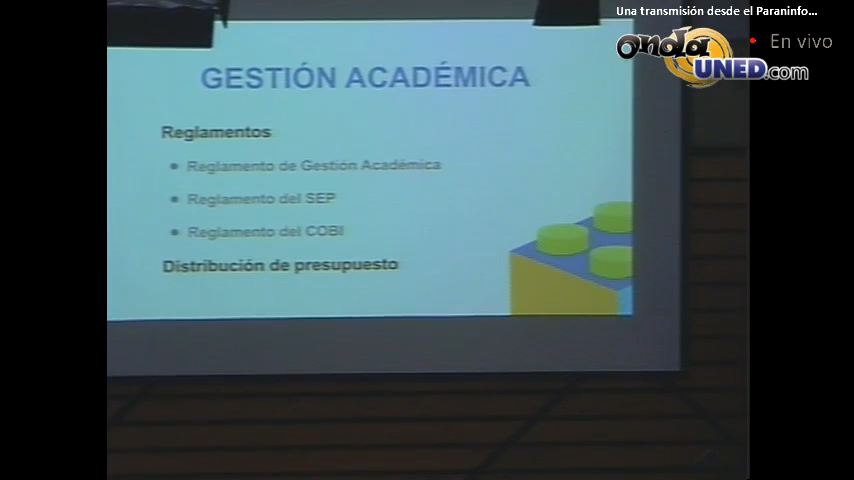 Una transmisión desde el Paraninfo...
onda UNED.com
En vivo
GESTIÓN ACADÉMICA
Reglamentos
• Reglamento de Gestión Académica
• Reglamento del SEP
• Reglamento del COBI
Distribución de presupuesto